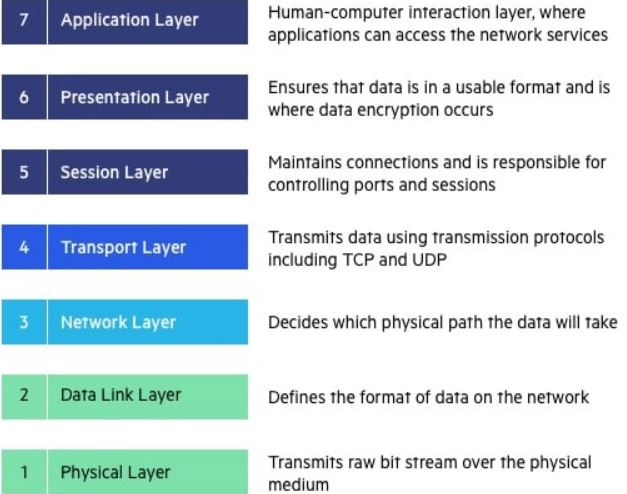 7 Application Layer
Human-computer interaction layer, where
applications can access the network services
6 Presentation Layer
Ensures that data is in a usable format and is
where data encryption occurs
5 Session Layer
Maintains connections and is responsible for
controlling ports and sessions
4 Transport Layer
Transmits data using transmission protocols
including TCP and UDP
3 Network Layer
Decides which physical path the data will take
2 Data Link Layer
Defines the format of data on the network
1 Physical Layer
Transmits raw bit stream over the physical
medium